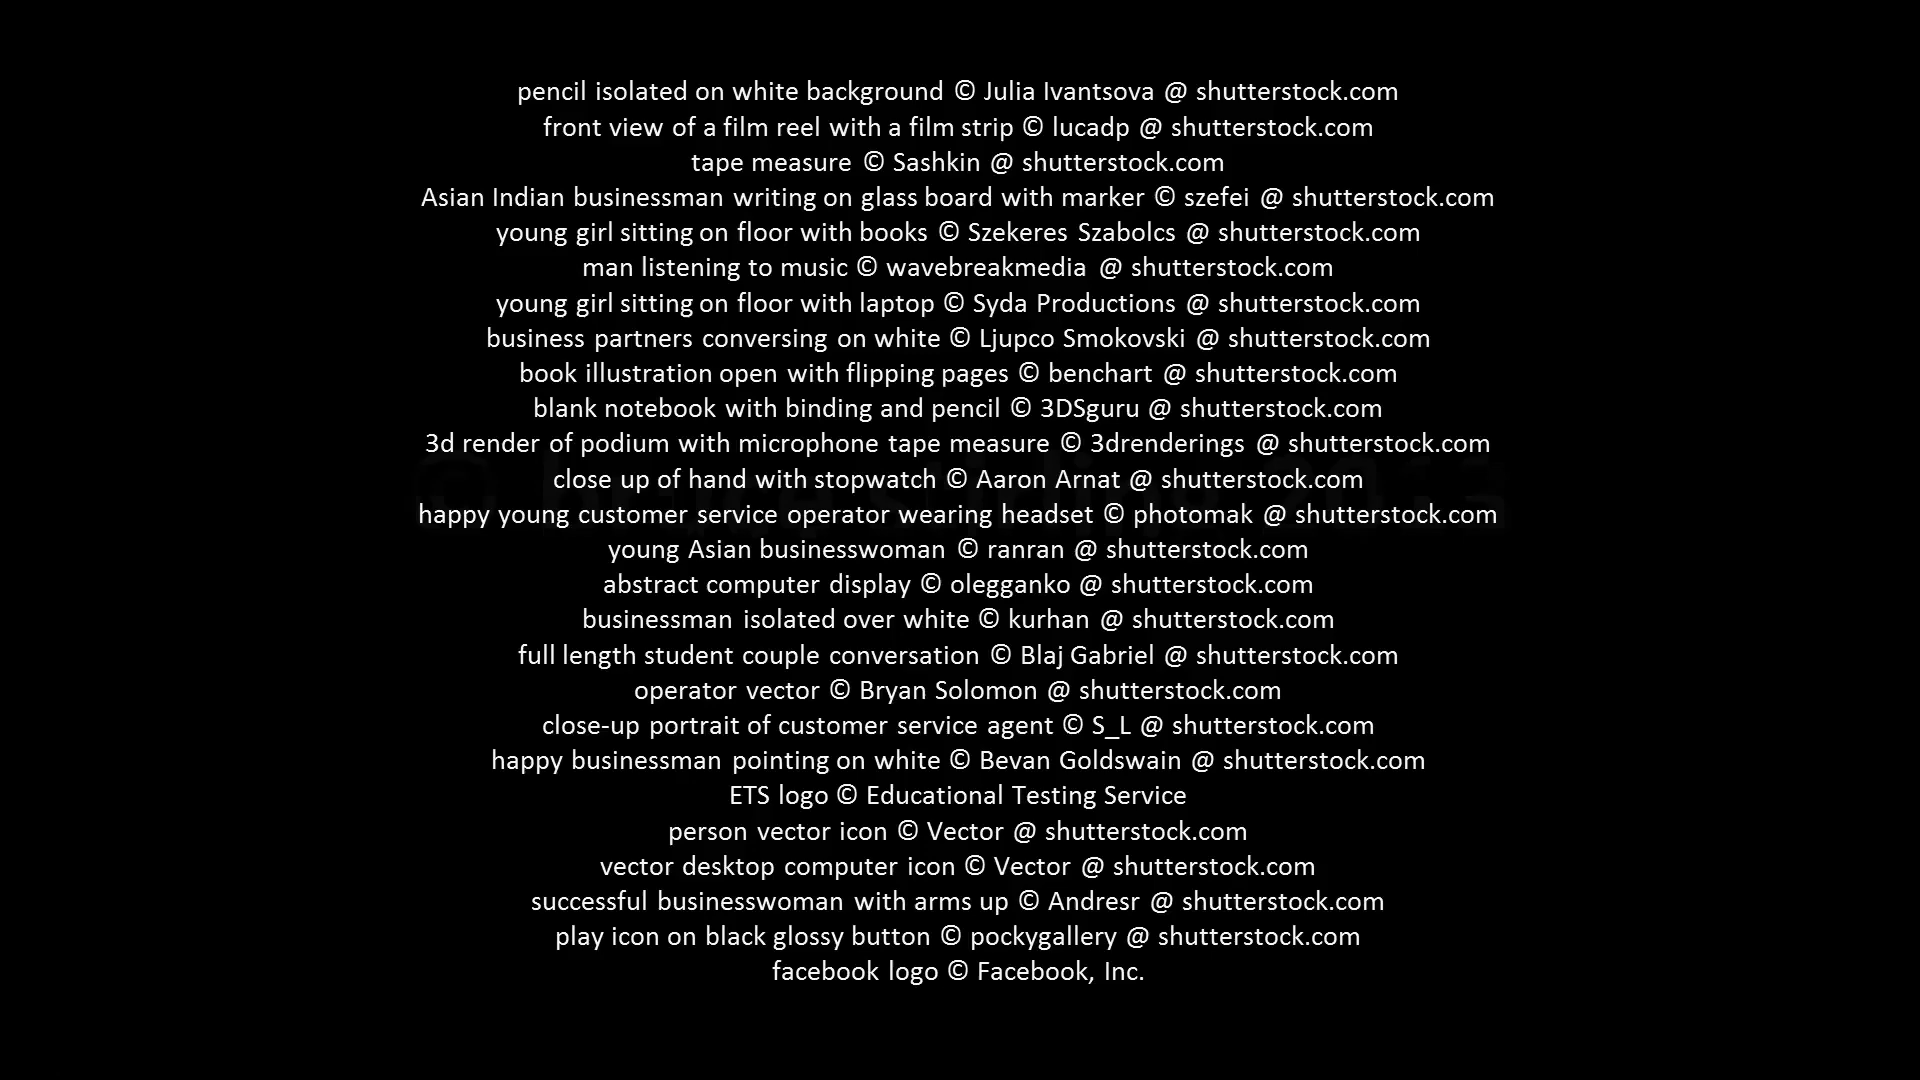 pencil isolated on white background © Julia Ivantsova @ shutterstock.com
front view of a film reel with a film strip © lucadp @ shutterstock.com
tape measure © Sashkin @ shutterstock.com
Asian Indian businessman writing on glass board with marker © szefei @ shutterstock.com
young girl sitting on floor with books © Szekeres Szabolcs @ shutterstock.com
man listening to music © wavebreakmedia @ shutterstock.com
young girl sitting on floor with laptop © Syda Productions @ shutterstock.com
business partners conversing on white © Ljupco Smokovski @ shutterstock.com
book illustration open with flipping pages © benchart @ shutterstock.com
blank notebook with binding and pencil © 3DSguru @ shutterstock.com
3d render of podium with microphone tape measure © 3drenderings @ shutterstock.com
close up of hand with stopwatch © Aaron Arnat @ shutterstock.com
happy young customer service operator wearing headset © photomak @ shutterstock.com
young Asian businesswoman © ranran @ shutterstock.com
abstract computer display © olegganko @ shutterstock.com
businessman isolated over white © kurhan @ shutterstock.com
full length student couple conversation © Blaj Gabriel @ shutterstock.com
operator vector © Bryan Solomon @ shutterstock.com
close-up portrait of customer service agent © S_L @ shutterstock.com
happy businessman pointing on white © Bevan Goldswain @ shutterstock.com
ETS logo © Educational Testing Service
person vector icon © Vector @ shutterstock.com
vector desktop computer icon © Vector @ shutterstock.com
successful businesswoman with arms up © Andresr @ shutterstock.com
play icon on black glossy button © pockygallery @ shutterstock.com
facebook logo © Facebook, Inc.